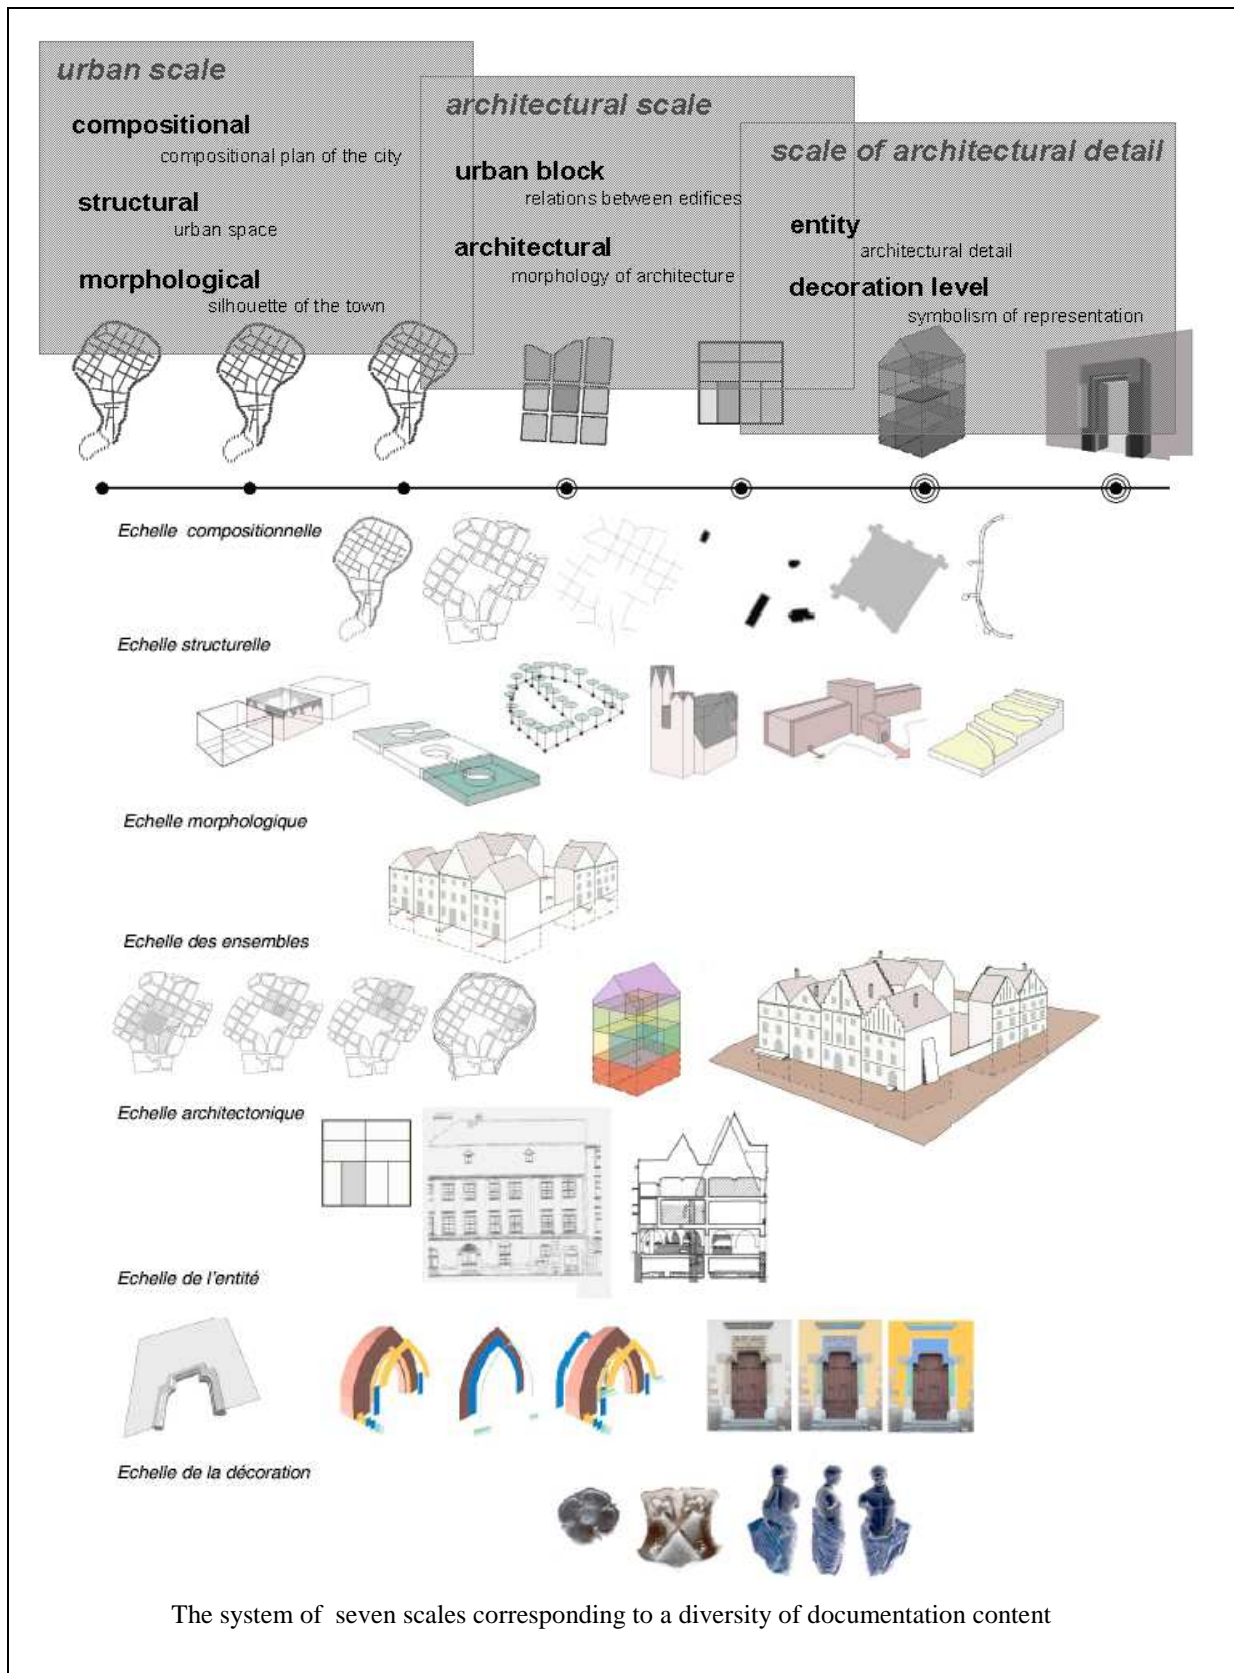 urban scale
compositional
compositional plan of the city
structural
urban space
morphological
silhouette of the town
architectural scale
urban block
relations between edifices
architectural
morphology of architecture
scale of architectural detail
entity
architectural detail
decoration level
symbolism of representation
Echelle compositionnelle
Echelle structurelle
Echelle morphologique
Echelle des ensembles
Echelle architectonique
Echelle de l'entité
Echelle de la décoration
The system of seven scales corresponding to a diversity of documentation content